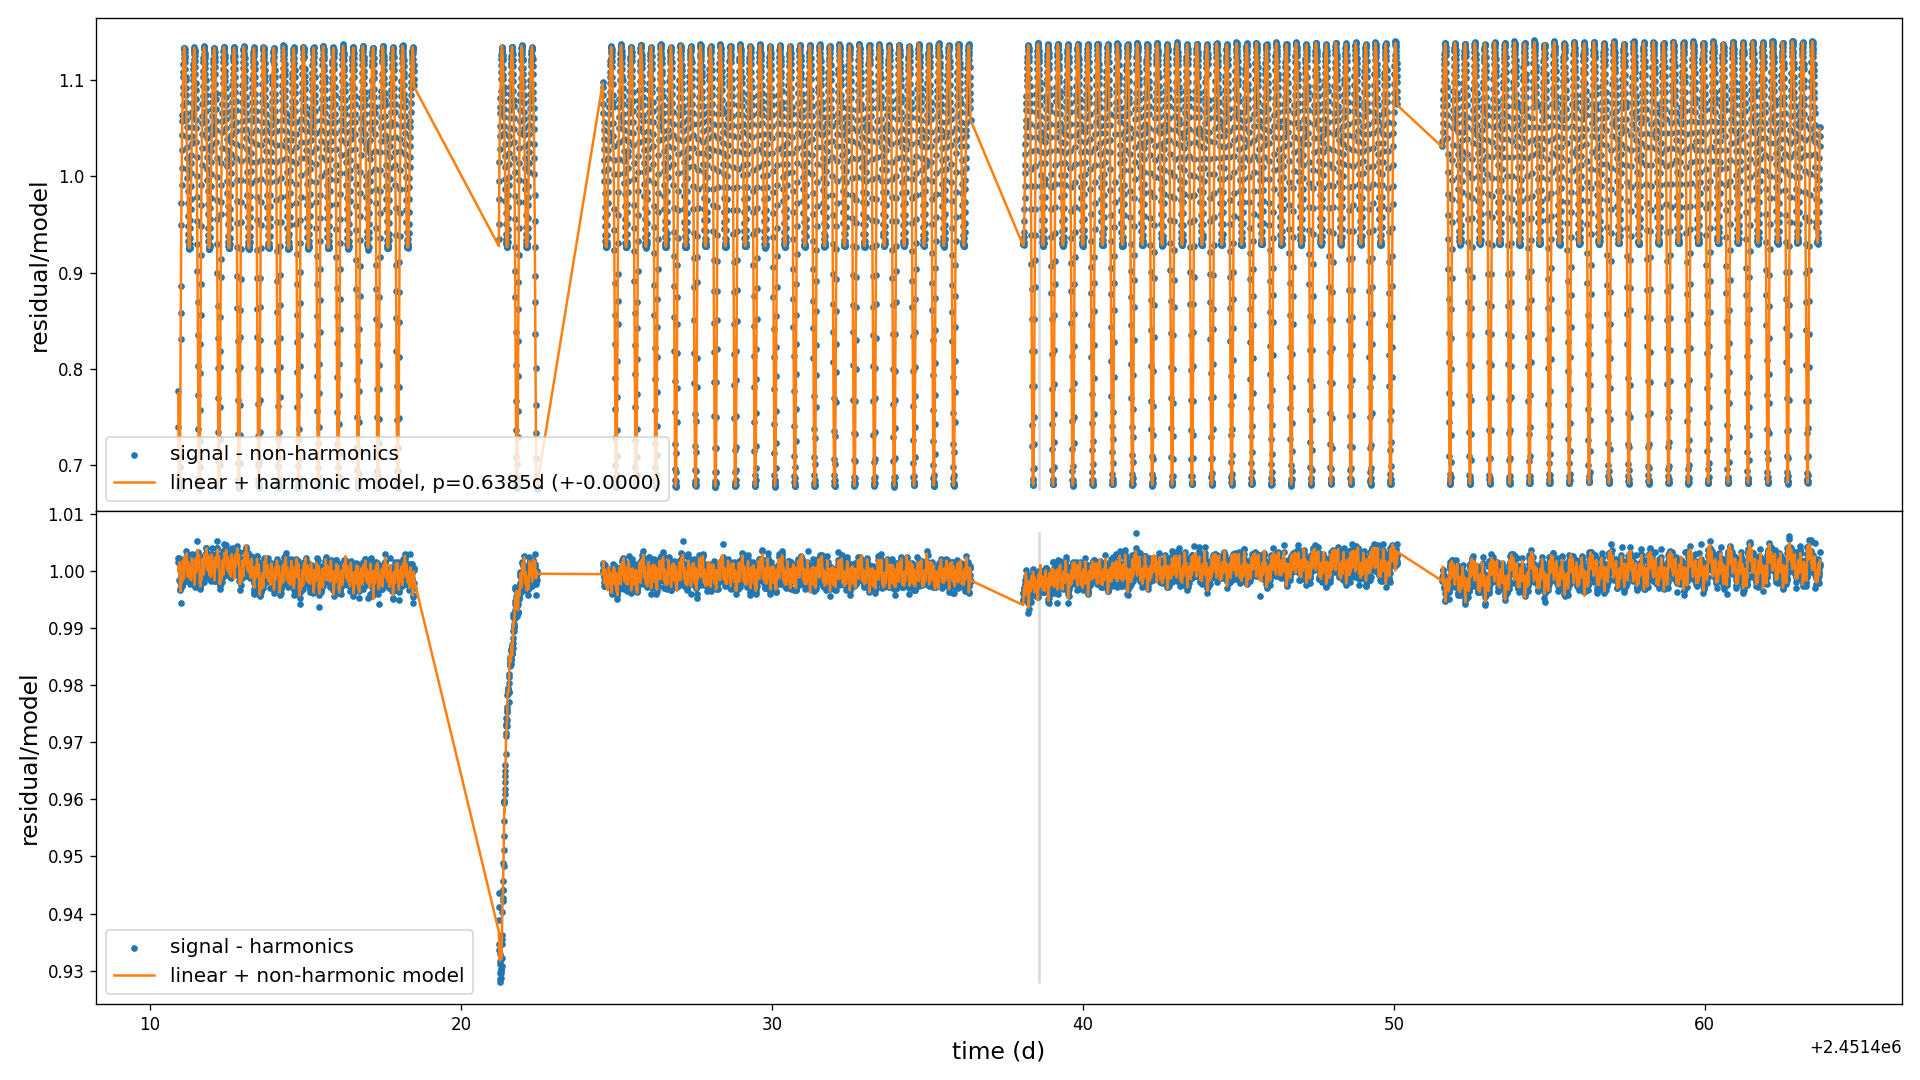 1.1
1.0
0.9
0.8
0.7
residual/model
signal - non-harmonics
linear + harmonic model, p=0.6385d (+-0.0000)
1.01
1.00
0.99
0.98
0.97
0.96
0.95
0.94
0.93
residual/model
signal - harmonics
linear + non-harmonic model
10
20
30
40
50
60
time (d)
+2.4514e6